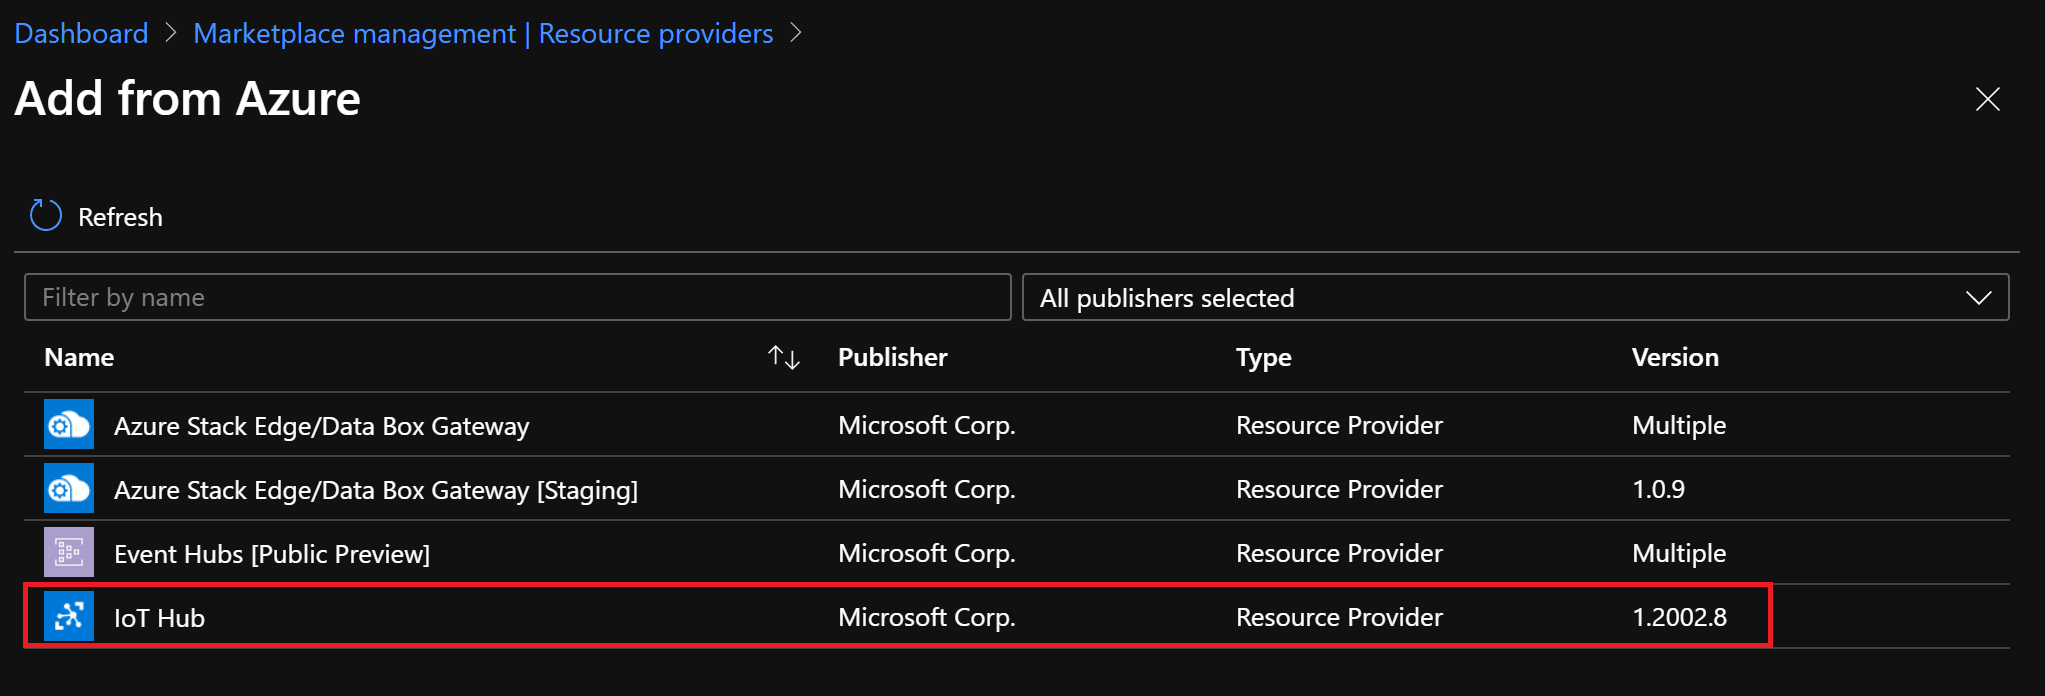 Dashboard > Marketplace management | Resource providers >
Add from Azure
Refresh
Filter by name All publishers selected
Name Publisher Type Version
Azure Stack Edge/Data Box Gateway Microsoft Corp. Resource Provider Multiple
Azure Stack Edge/Data Box Gateway [Staging] Microsoft Corp. Resource Provider 1.0.9
Event Hubs [Public Preview] Microsoft Corp. Resource Provider Multiple
IoT Hub Microsoft Corp. Resource Provider 1.2002.8